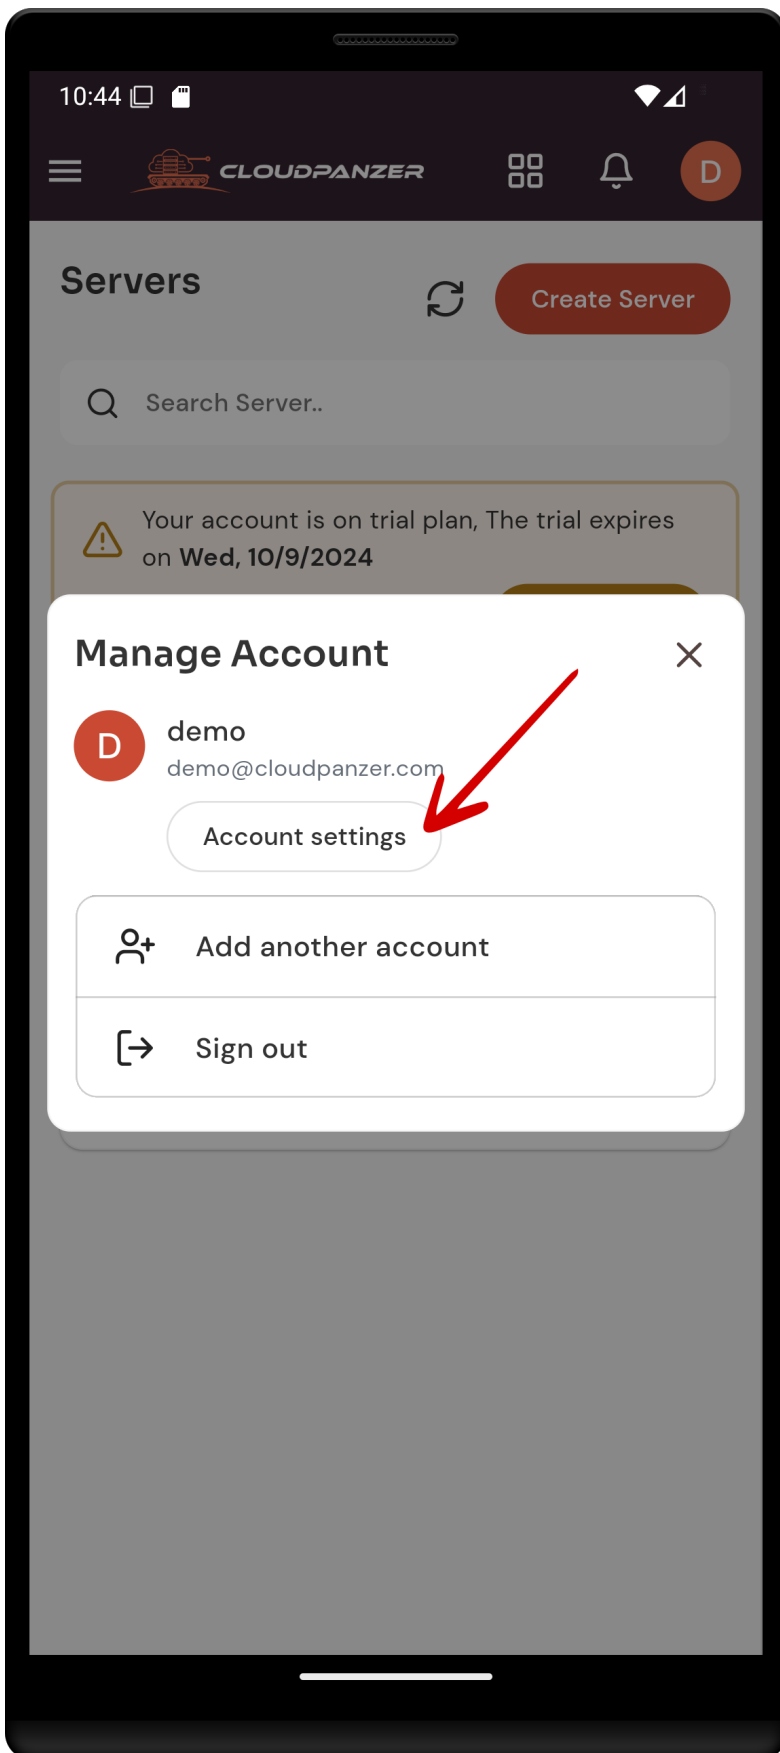 10:44
CLOUDPANZER
D
Servers
Create Server
Search Server..
Your account is on trial plan, The trial expires
on Wed, 10/9/2024
Manage Account
D
demo
demo@cloudpanzer.com
Account settings
Add another account
Sign out